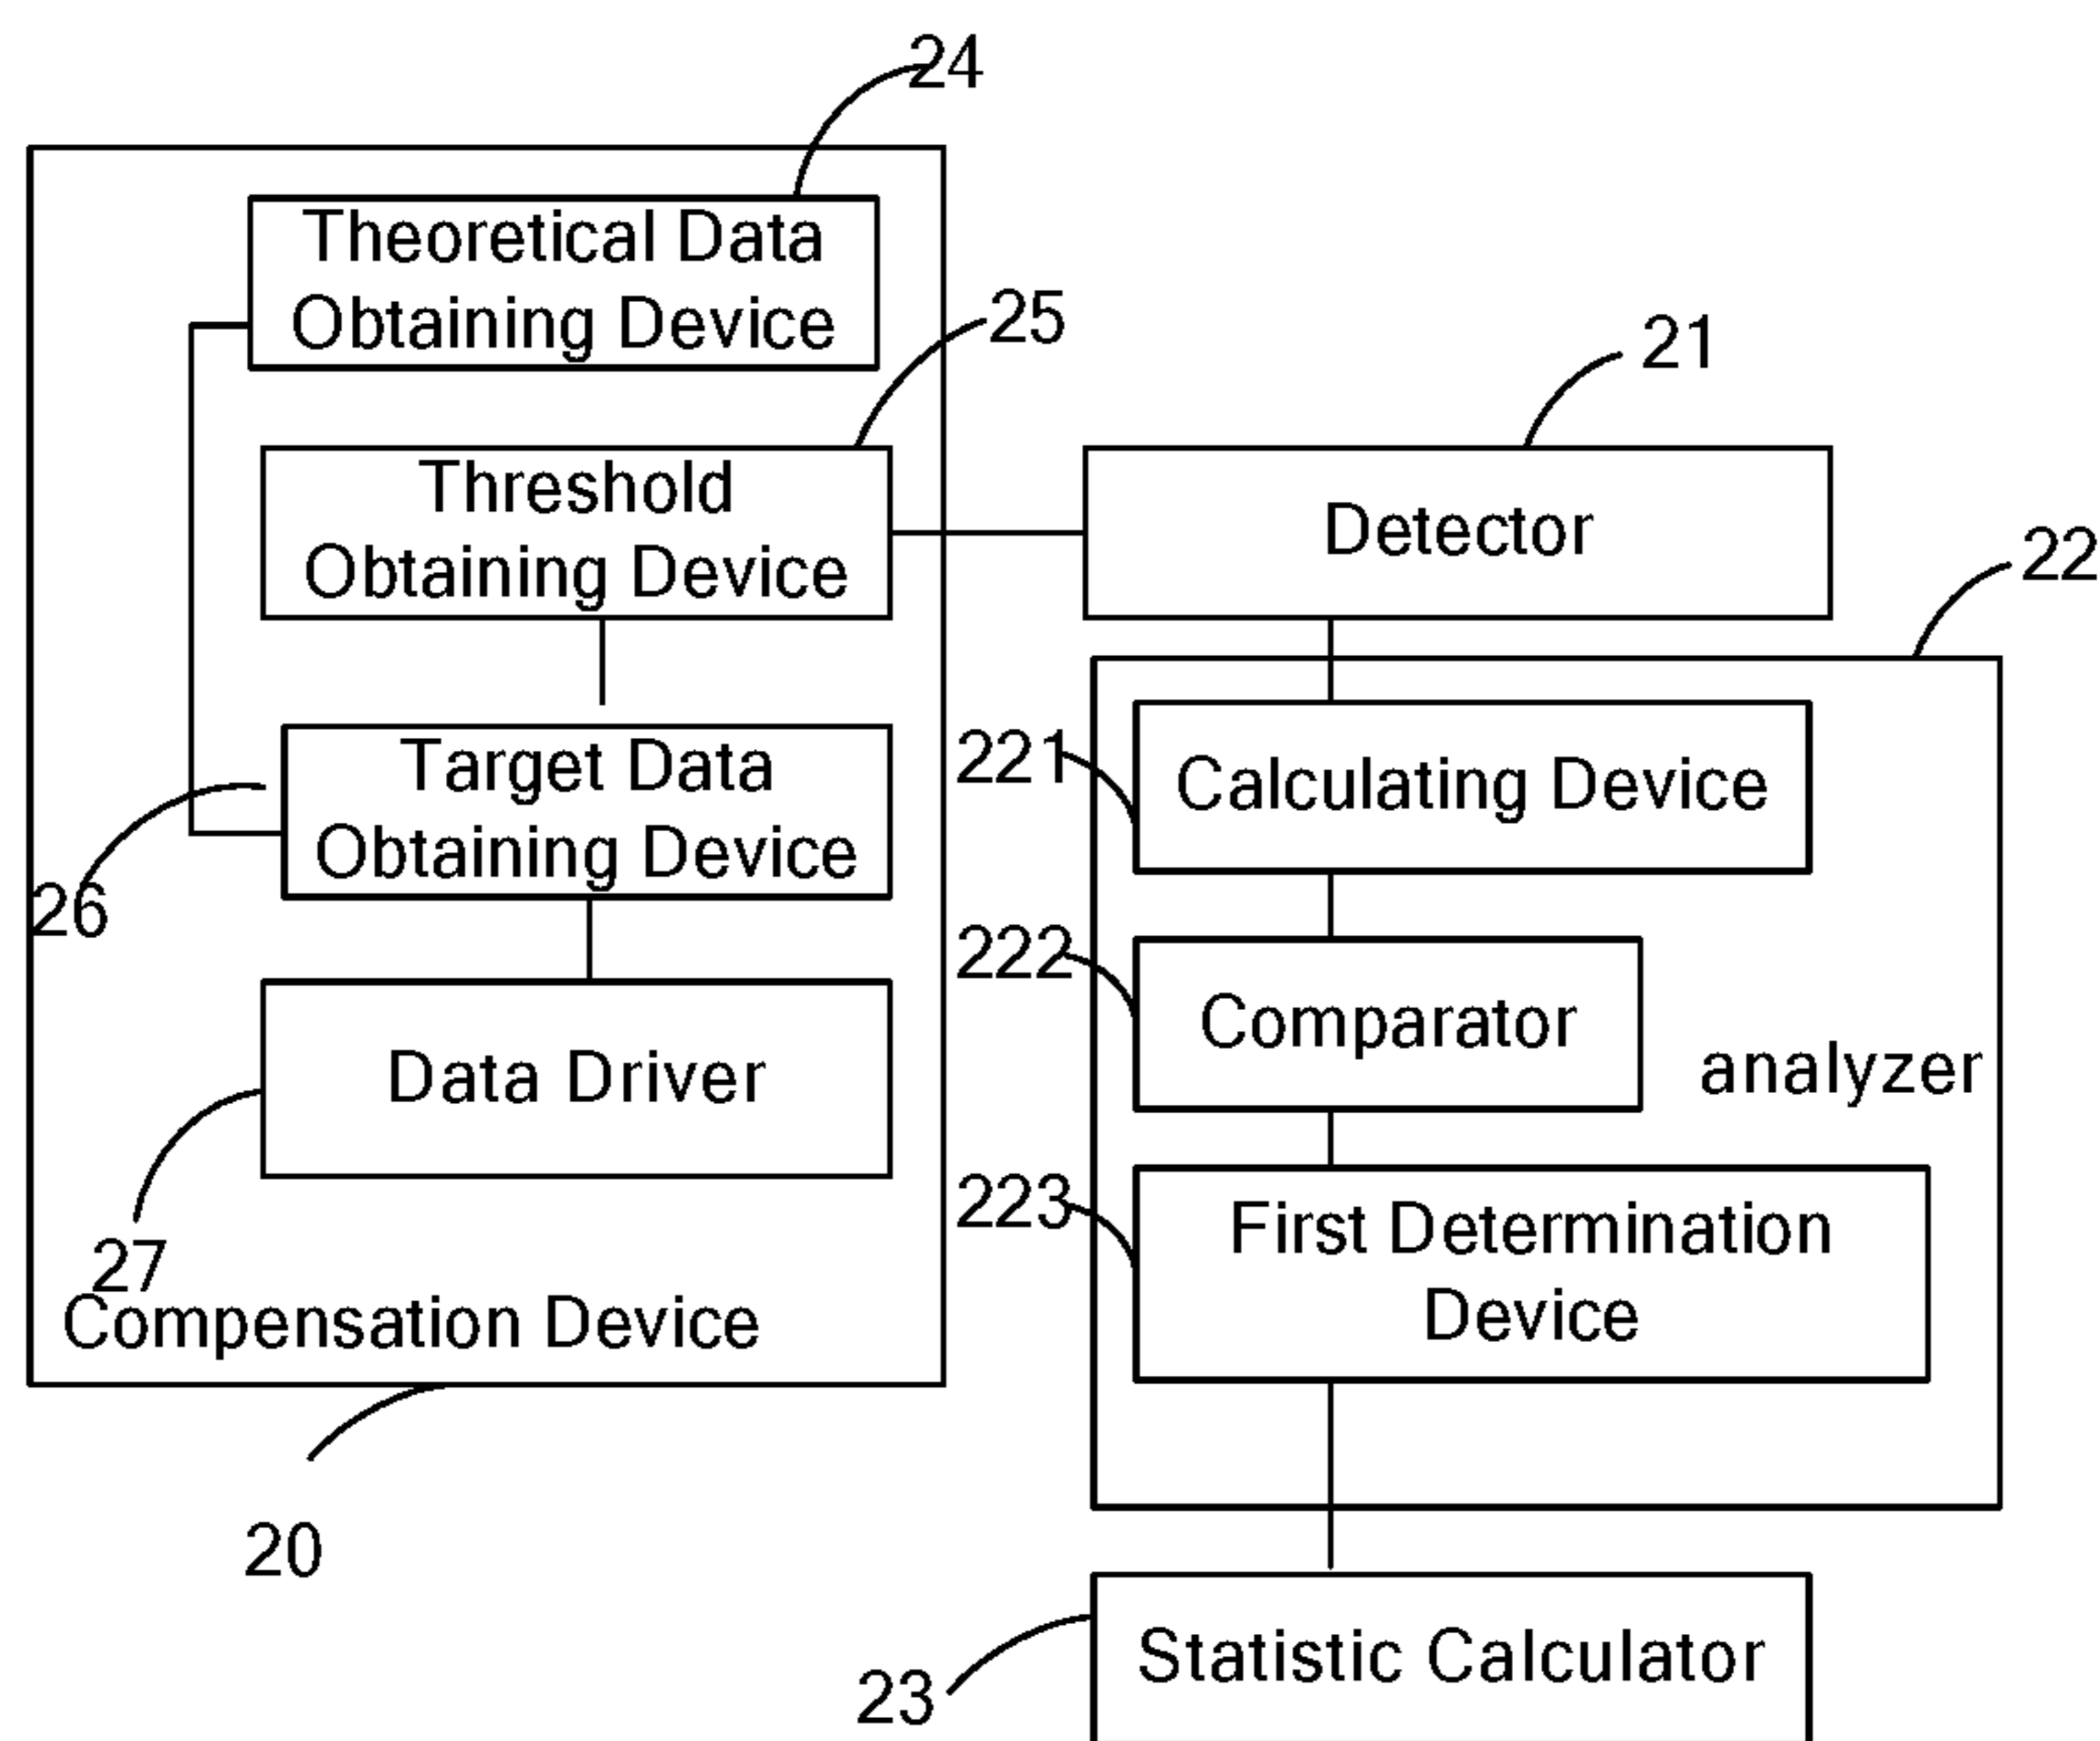 24
Theoretical Data
Obtaining Device
25
Threshold
Obtaining Device
Target Data
Obtaining Device
26
Data Driver
27
Compensation Device
20
21
Detector
22
221
Calculating Device
222
Comparator
analyzer
223
First Determination
Device
23
Statistic Calculator